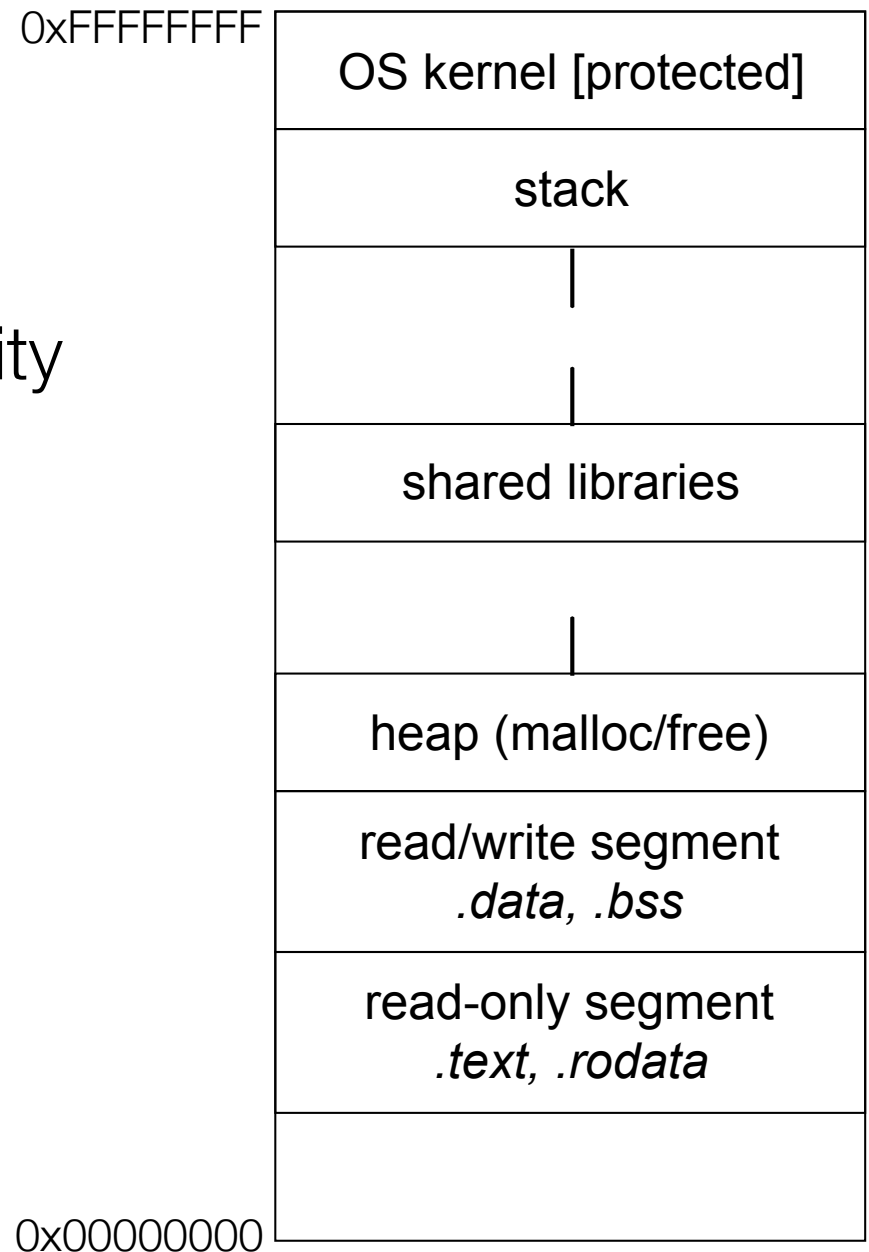 0xFFFFFFFF
OS kernel [protected]
stack
ity
shared libraries
heap (malloc/free)
read/write segment
.data, .bss
read-only segment
.text, .rodata
0x00000000